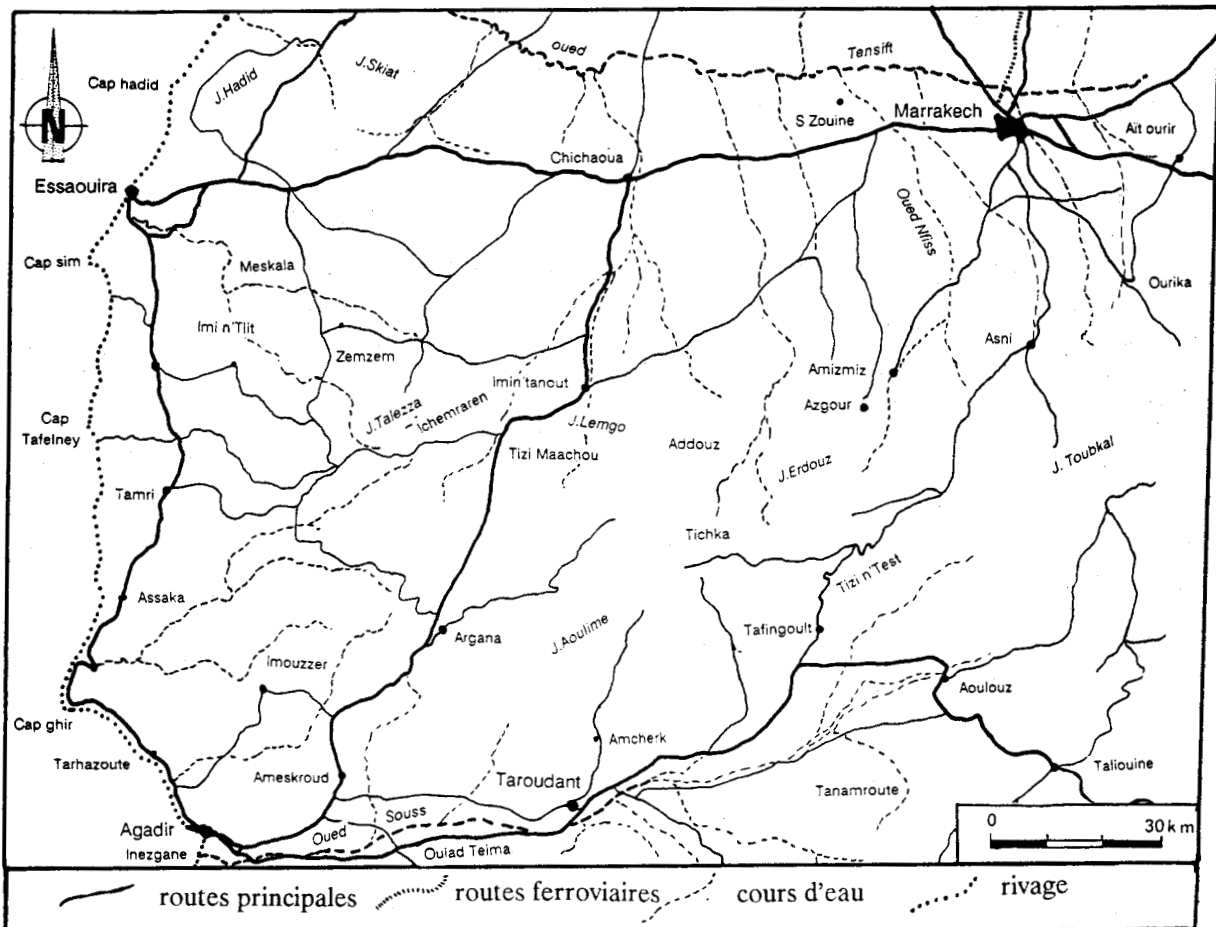 oued
Tensift
J.Skiat
J.Hadid
Cap hadid
N
S Zouine
Marrakech
Aït ourir
Chichaoua
Essaouira
Oued Nfiss
Cap sim
Meskala
Ourika
Imi n'Tlit
Zemzem
Asni
Imin'tanout
Amizmiz
Azgour
J.Talezza
Ichemraren
J.Lemgo
Cap
Tafelney
Addouz
J.Erdouz
J. Toubkal
Tizi Maachou
Tamri
Tichka
Tizi n'Test
Assaka
Argana
J.Aoulime
Tafingoult
Imouzzer
Aoulouz
Cap ghir
Amcherk
Tarhazoute
Ameskroud
Taroudant
Taliouine
Tanamroute
Agadir
Oued
Souss
Inezgane
Oulad Teima
0
30 km
routes principales
routes ferroviaires
cours d'eau
rivage